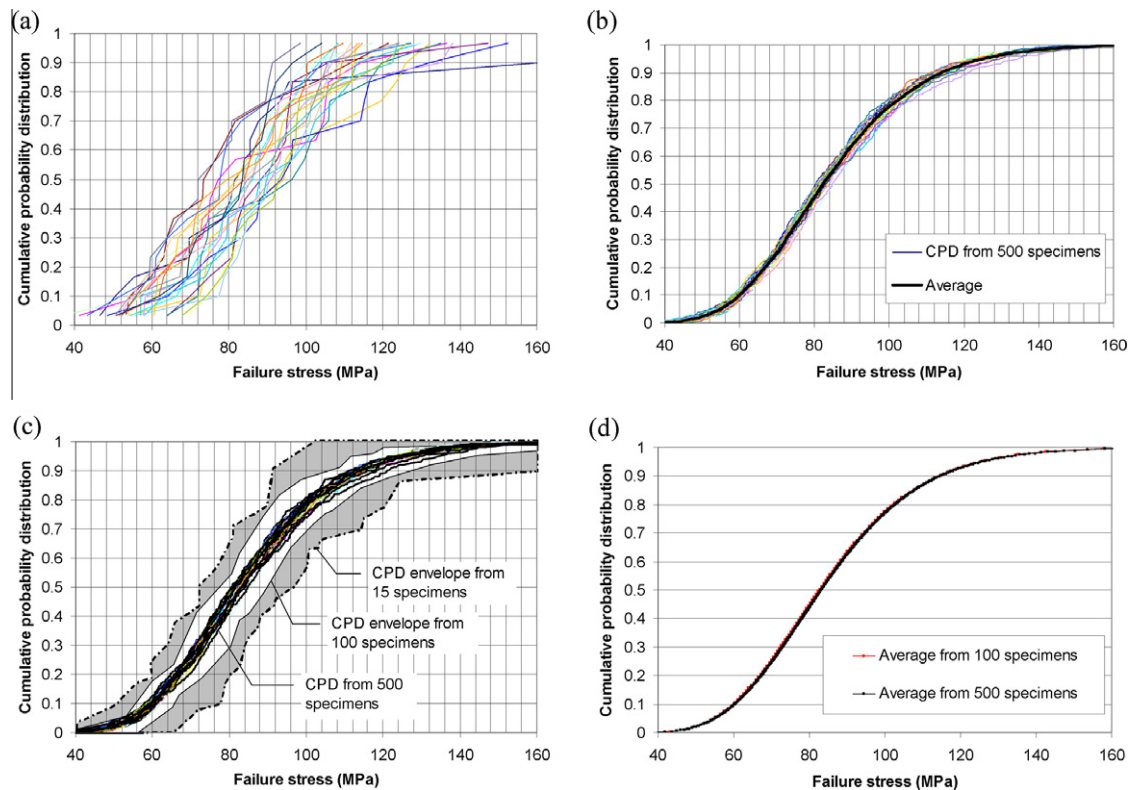 (a)
1
0.9
0.8
0.7
0.6
0.5
0.4
0.3
0.2
0.1
0
Cumulative probability distribution
40 60 80 100 120 140 160
Failure stress (MPa)
(b)
1
0.9
0.8
0.7
0.6
0.5
0.4
0.3
0.2
0.1
0
Cumulative probability distribution
CPD from 500 specimens
Average
40 60 80 100 120 140 160
Failure stress (MPa)
(c)
1
0.9
0.8
0.7
0.6
0.5
0.4
0.3
0.2
0.1
0
Cumulative probability distribution
CPD envelope from
15 specimens
CPD envelope from
100 specimens
CPD from 500
specimens
40 60 80 100 120 140 160
Failure stress (MPa)
(d)
1
0.9
0.8
0.7
0.6
0.5
0.4
0.3
0.2
0.1
0
Cumulative probability distribution
Average from 100 specimens
Average from 500 specimens
40 60 80 100 120 140 160
Failure stress (MPa)